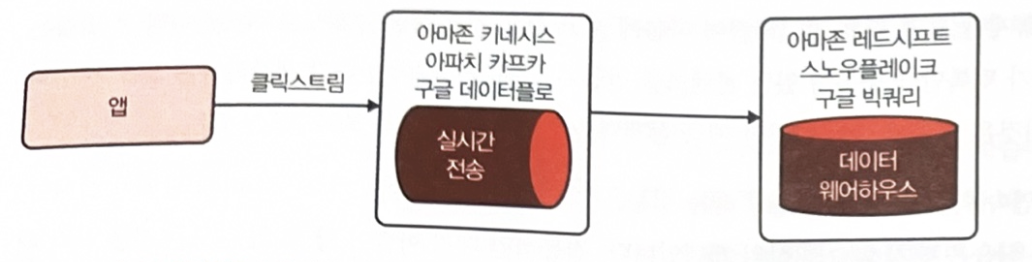 앱
클릭스트림
아마존 키네시스
아파치 카프카
구글 데이터플로
실시간
전송
아마존 레드시프트
스노우플레이크
구글 빅쿼리
데이터
웨어하우스